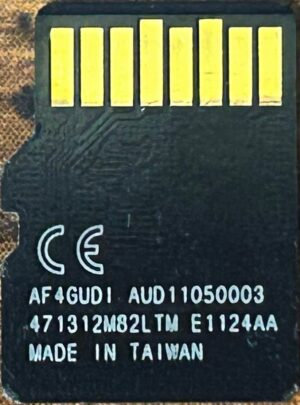 CE
AF4GUDI AUD11050003
471312M82LTM E1124AA
MADE IN TAIWAN